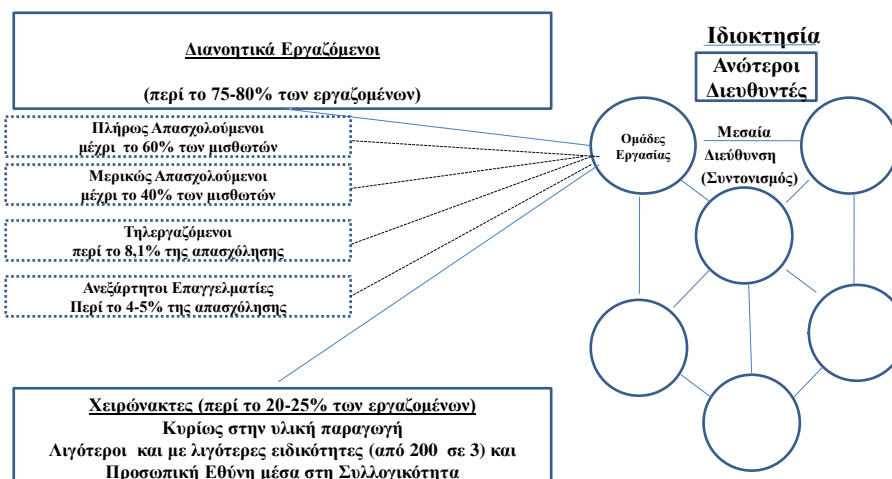 Διανοητικά Εργαζόμενοι
(περί το 75-80% των εργαζομένων)
Πλήρως Απασχολούμενοι
μέχρι το 60% των μισθωτών
Μερικώς Απασχολούμενοι
μέχρι το 40% των μισθωτών
Τηλεργαζόμενοι
περί το 8,1% της απασχόλησης
Ανεξάρτητοι Επαγγελματίες
Περί το 4-5% της απασχόλησης
Χειρώνακτες (περί το 20-25% των εργαζομένων)
Κυρίως στην υλική παραγωγή
Λιγότεροι και με λιγότερες ειδικότητες (από 200 σε 3) και
Προσωπική Εθύνη μέσα στη Συλλογικότητα
Ιδιοκτησία
Ανώτεροι
Διευθυντές
Ομάδες
Εργασίας
Μεσαία
Διεύθυνση
(Συντονισμός)